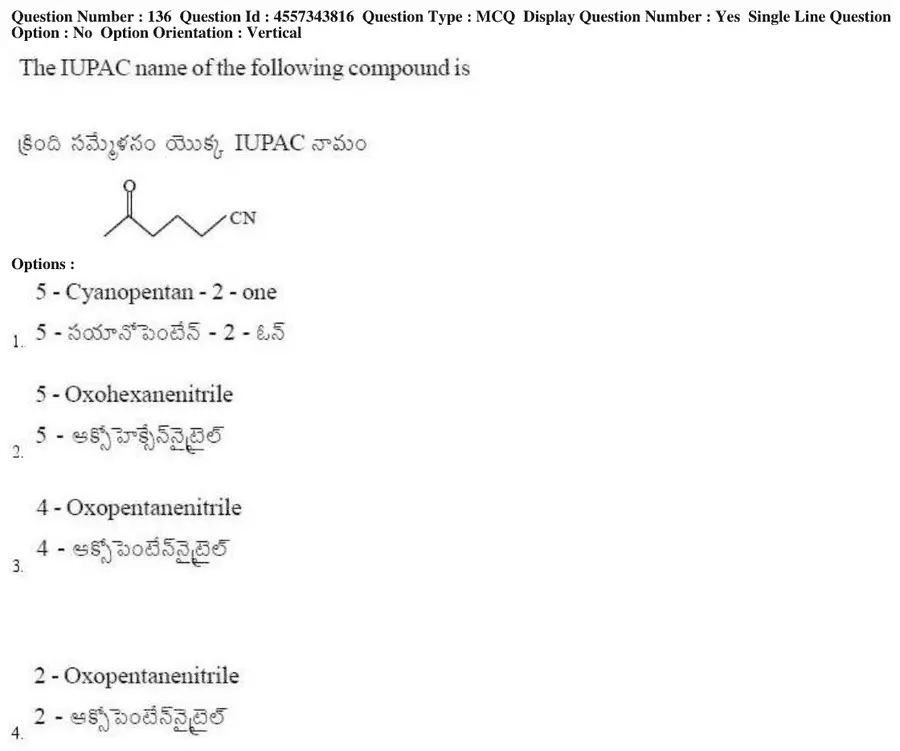 Question Number : 136 Question Id : 4557343816 Question Type : MCQ Display Question Number : Yes Single Line Question
Option : No Option Orientation : Vertical
The IUPAC name of the following compound is
క్రింది సమ్మేళనం యొక్క IUPAC నామం
O
CN
Options :
5 - Cyanopentan - 2 - one
1. 5 - సయానోపెంటేన్ - 2 - ఓన్
5 - Oxohexanenitrile
2. 5 - ఆక్సోహెక్సేన్‌నైట్రైల్
4 - Oxopentanenitrile
3. 4 - ఆక్సోపెంటేన్‌నైట్రైల్
2 - Oxopentanenitrile
4. 2 - ఆక్సోపెంటేన్‌నైట్రైల్